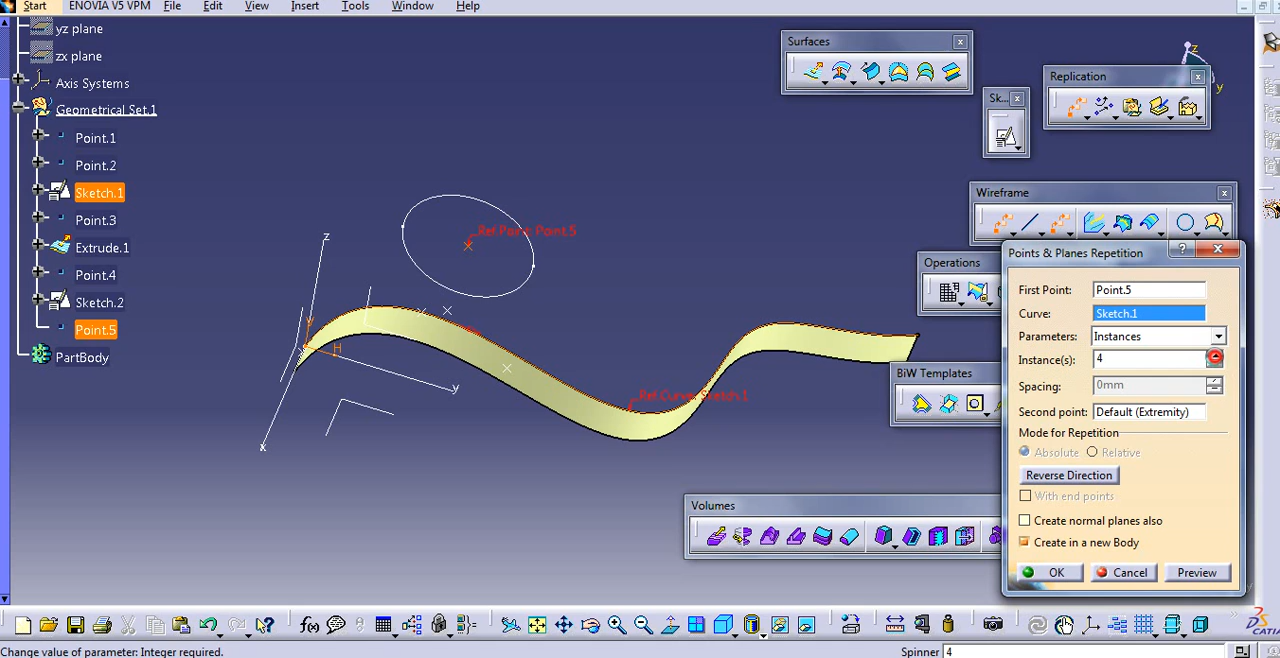 Start ENOVIA V5 VPM File Edit View Insert Tools Window Help
yz plane
zx plane
Axis Systems
Geometrical Set.1
Point.1
Point.2
Sketch.1
Point.3
Extrude.1
Point.4
Sketch.2
Point.5
PartBody
Ref.Point: Point.5
Ref.Curve: Sketch.1
z
y
x
H
Surfaces
Sk...
Replication
z
y
Wireframe
Operations
BiW Templates
Volumes
Points & Planes Repetition
First Point: Point.5
Curve: Sketch.1
Parameters: Instances
Instance(s): 4
Spacing: 0mm
Second point: Default (Extremity)
Mode for Repetition
Absolute Relative
Reverse Direction
With end points
Create normal planes also
Create in a new Body
OK Cancel Preview
f(x)
CATIA
Change value of parameter: Integer required. Spinner 4